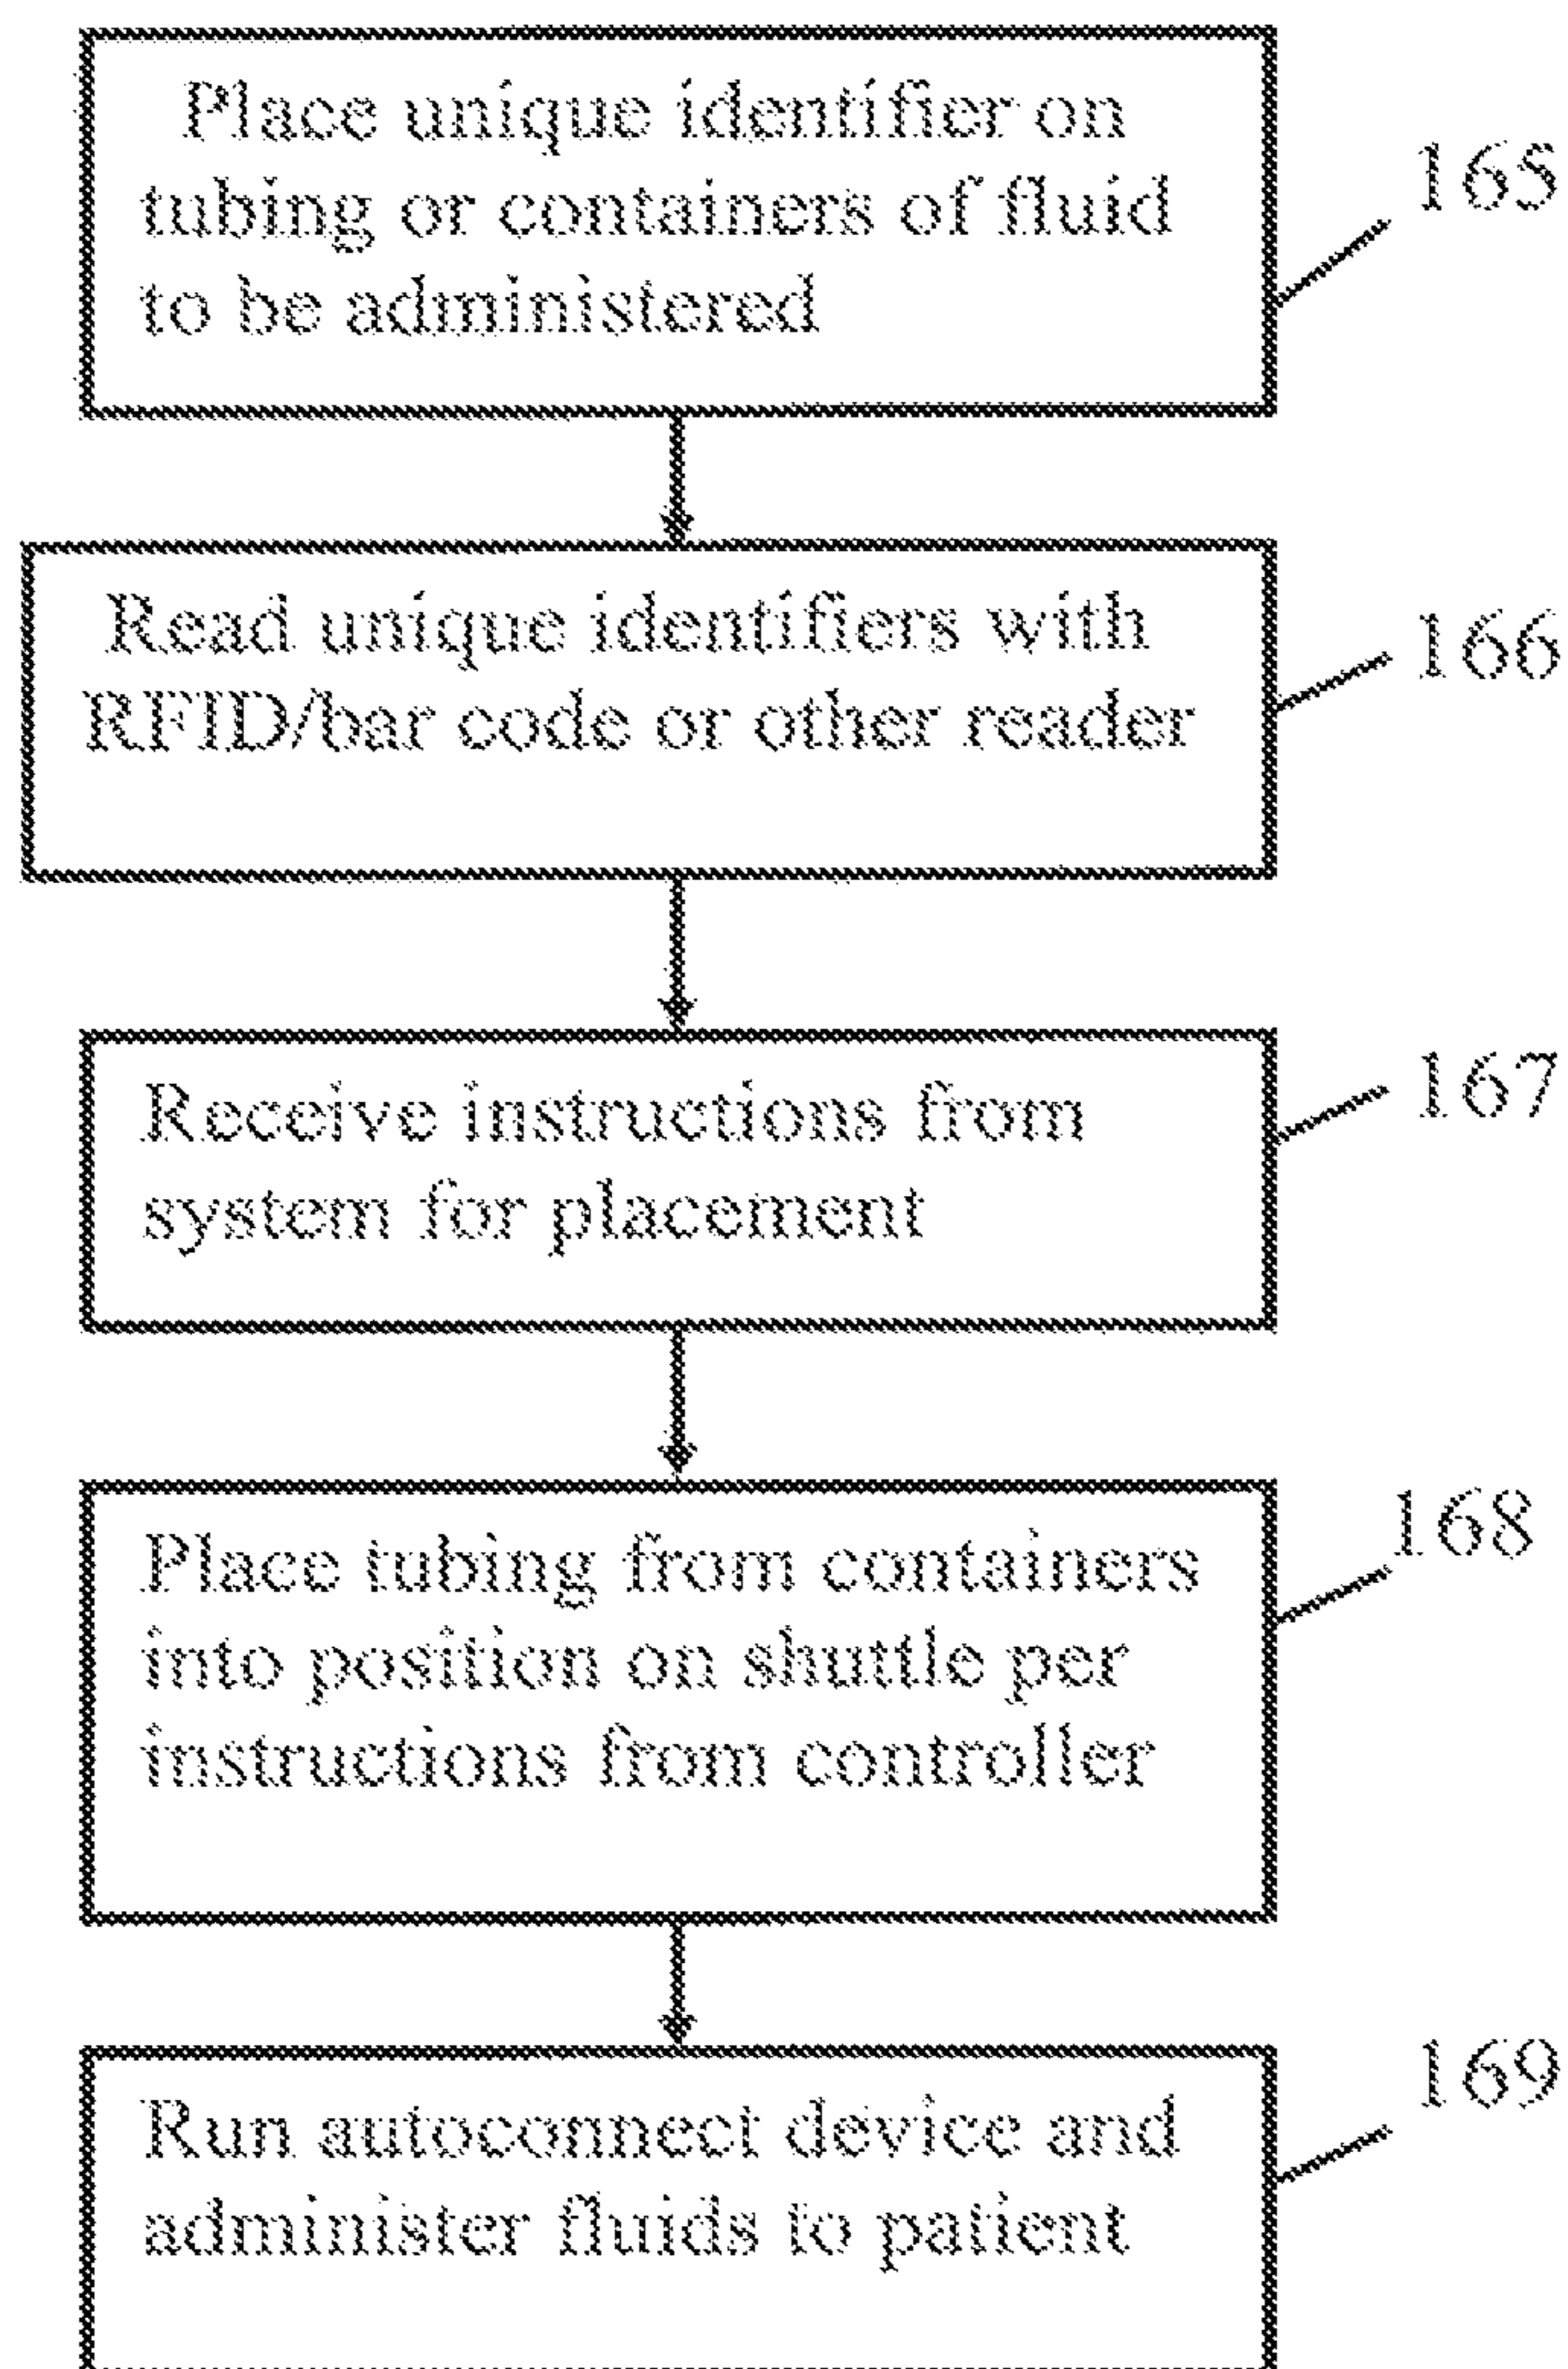 Place unique identifier on
tubing or containers of fluid
to be administered
165
Read unique identifiers with
RFID/bar code or other reader
166
Receive instructions from
system for placement
167
Place tubing from containers
into position on shuttle per
instructions from controller
168
Run autoconnect device and
administer fluids to patient
169